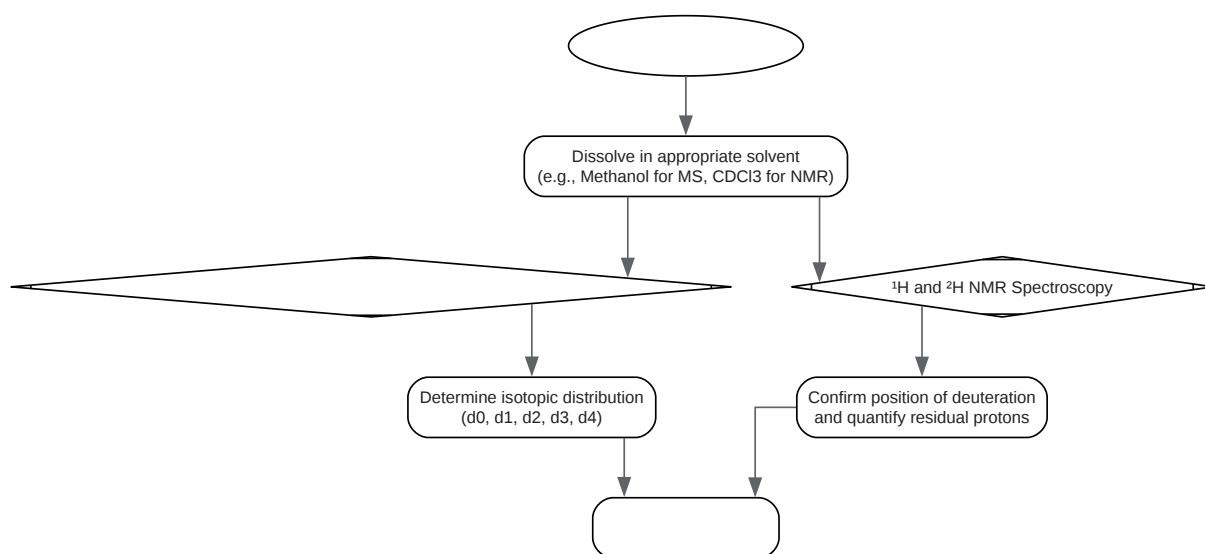 Dissolve in appropriate solvent
(e.g., Methanol for MS, CDCl3 for NMR)
¹H and ²H NMR Spectroscopy
Determine isotopic distribution
(d0, d1, d2, d3, d4)
Confirm position of deuteration
and quantify residual protons